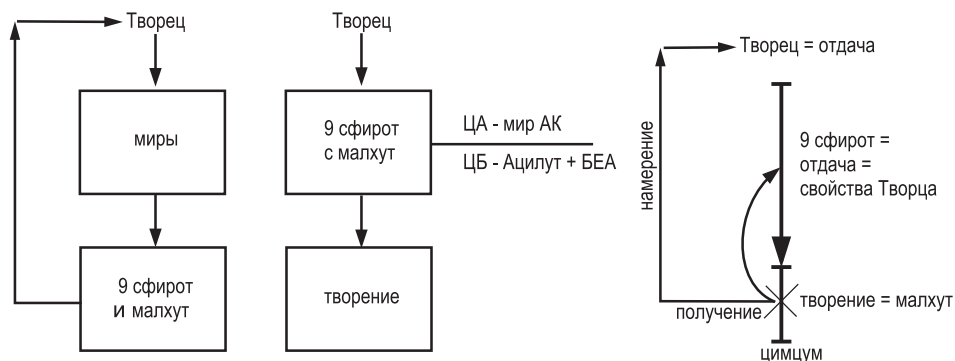 Творец
миры
9 сфирот
и малхут
Творец
9 сфирот
с малхут
ЦА - мир АК
ЦБ - Ацилут + БЕА
творение
Творец = отдача
намерение
9 сфирот =
отдача =
свойства Творца
получение
творение = малхут
цимцум